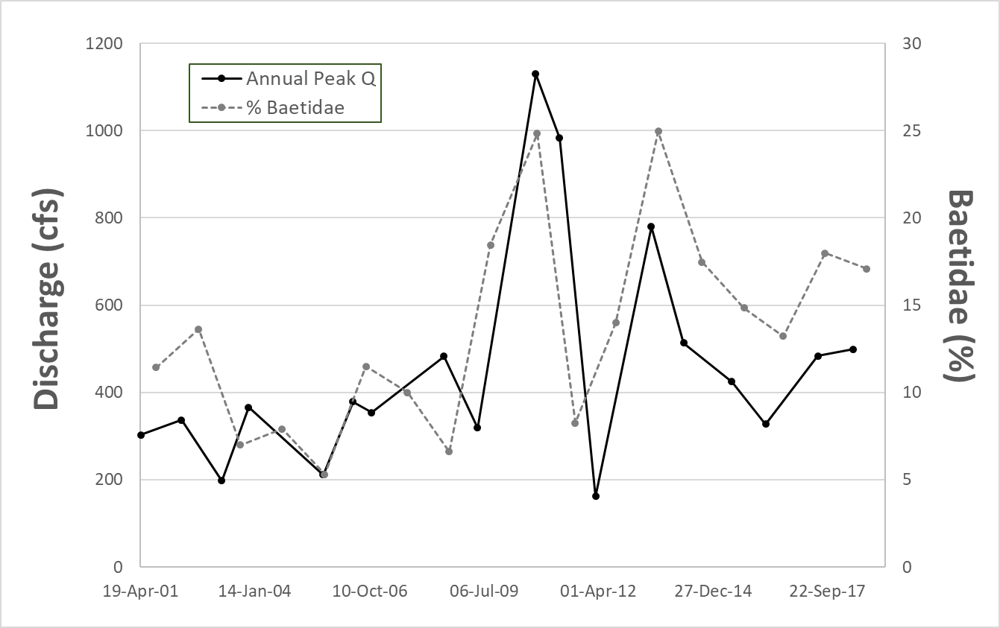 Annual Peak Q
% Baetidae
Discharge (cfs)
1200
1000
800
600
400
200
0
30
25
20
15
10
5
0
Baetidae (%)
19-Apr-01 14-Jan-04 10-Oct-06 06-Jul-09 01-Apr-12 27-Dec-14 22-Sep-17